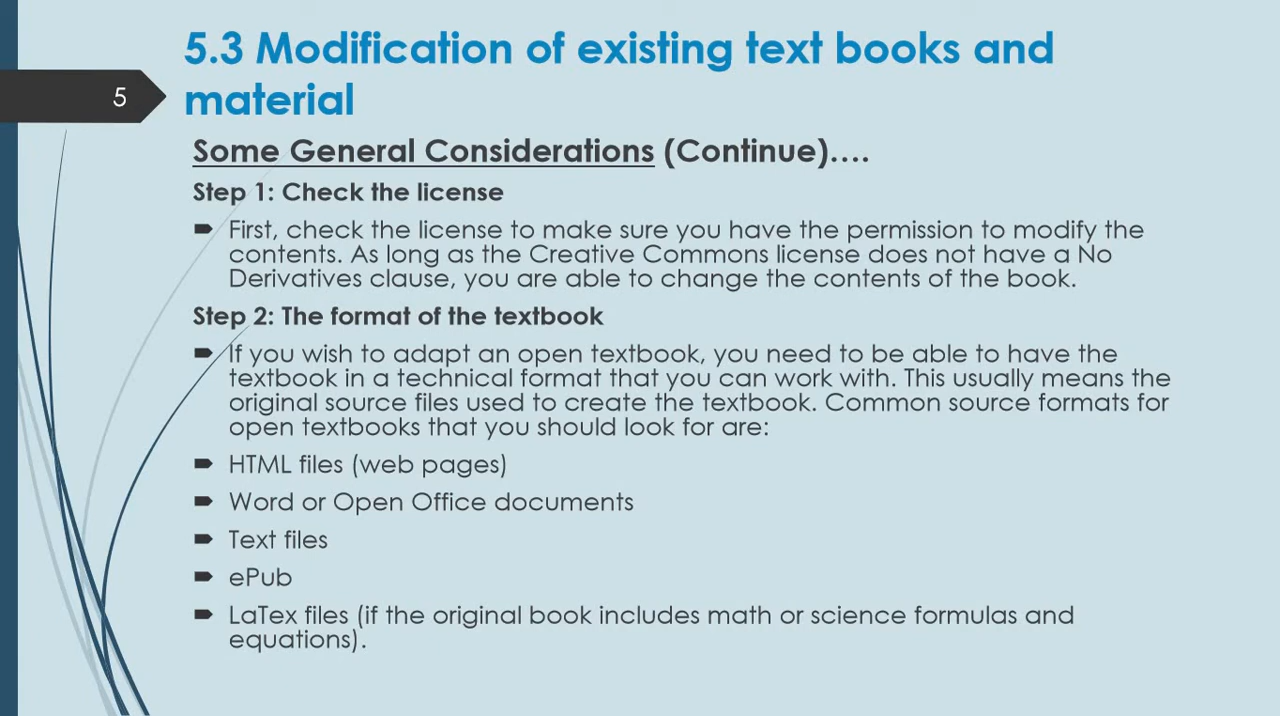 5.3 Modification of existing text books and
material
5
Some General Considerations (Continue)....
Step 1: Check the license
First, check the license to make sure you have the permission to modify the
contents. As long as the Creative Commons license does not have a No
Derivatives clause, you are able to change the contents of the book.
Step 2: The format of the textbook
If you wish to adapt an open textbook, you need to be able to have the
textbook in a technical format that you can work with. This usually means the
original source files used to create the textbook. Common source formats for
open textbooks that you should look for are:
HTML files (web pages)
Word or Open Office documents
Text files
ePub
LaTex files (if the original book includes math or science formulas and
equations).